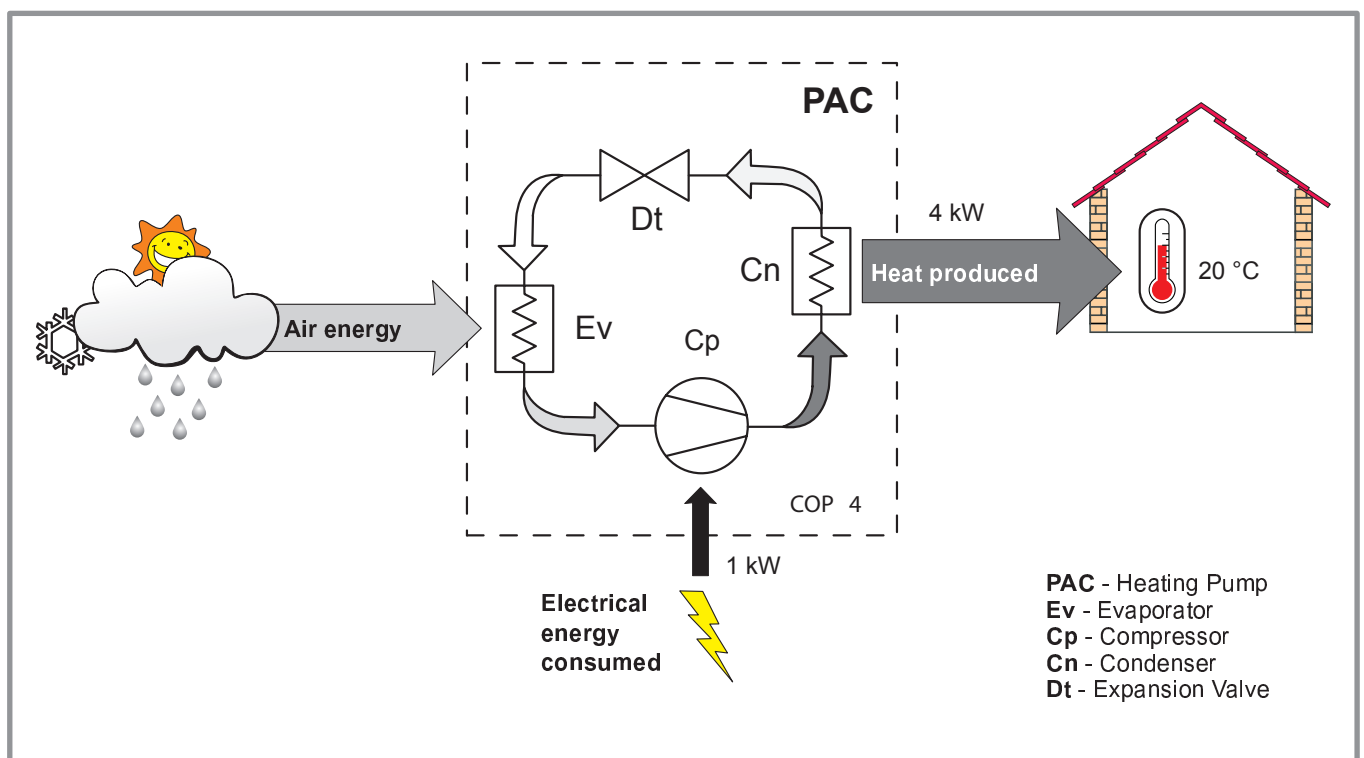 PAC
Dt
4 kW
Cn
Heat produced
20 °C
Air energy
Ev
Cp
COP 4
1 kW
Electrical
energy
consumed
PAC - Heating Pump
Ev - Evaporator
Cp - Compressor
Cn - Condenser
Dt - Expansion Valve